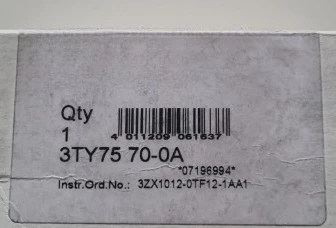 Qty
1
4 011209 061637
3TY75 70-0A
*07196994*
Instr.Ord.No.: 3ZX1012-0TF12-1AA1